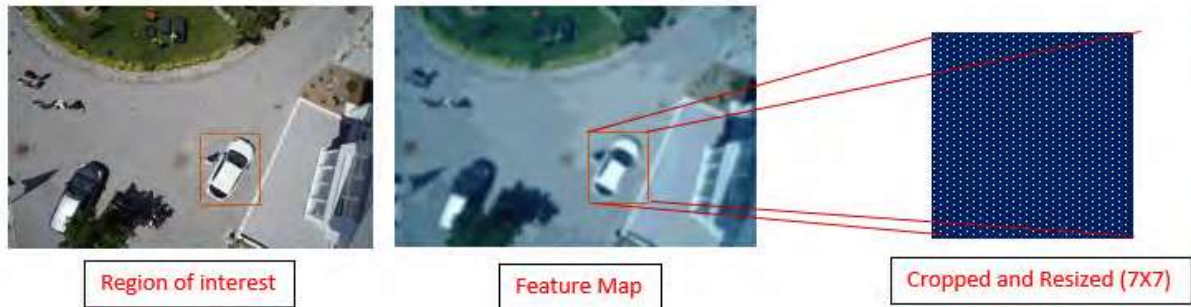 Region of interest
Feature Map
Cropped and Resized (7X7)